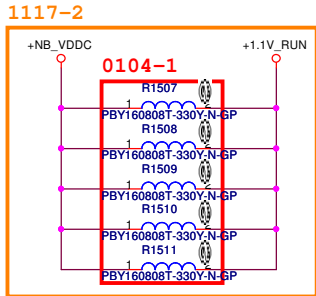 1117-2
+NB_VDDC
+1.1V_RUN
0104-1
R1507
1
PBY160808T-330Y-N-GP
R1508
1
PBY160808T-330Y-N-GP
R1509
1
PBY160808T-330Y-N-GP
R1510
1
PBY160808T-330Y-N-GP
R1511
1
PBY160808T-330Y-N-GP